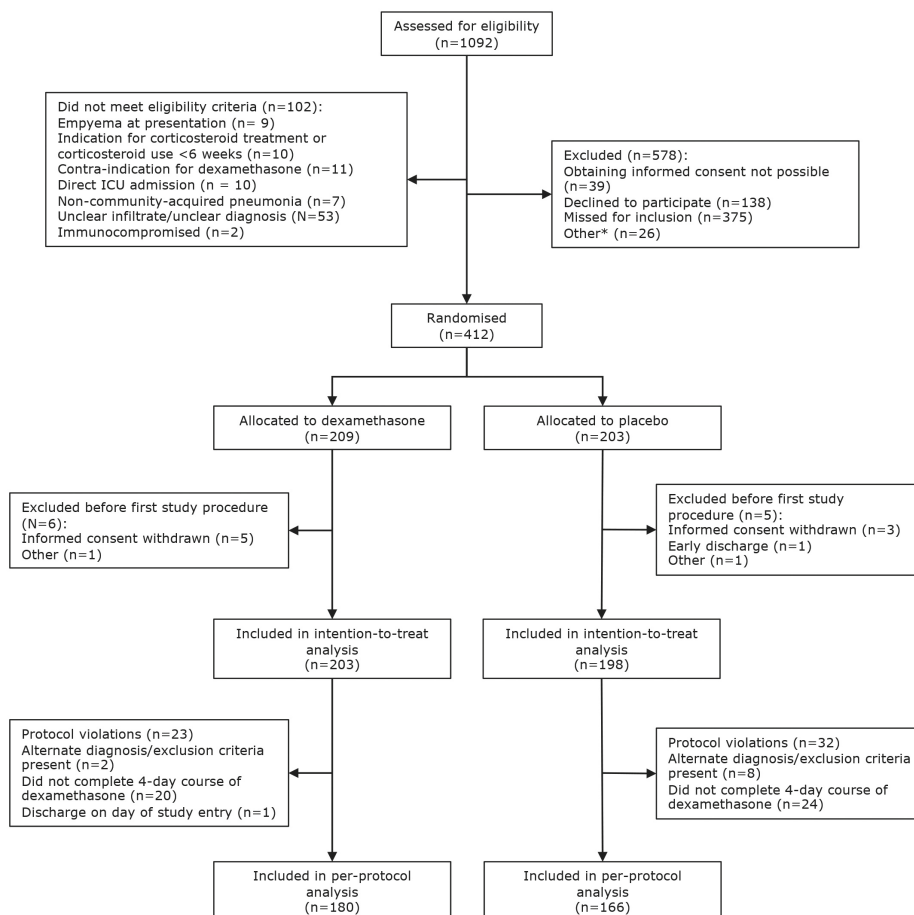 Assessed for eligibility
(n=1092)
Did not meet eligibility criteria (n=102):
Empyema at presentation (n= 9)
Indication for corticosteroid treatment or
corticosteroid use <6 weeks (n=10)
Contra-indication for dexamethasone (n=11)
Direct ICU admission (n = 10)
Non-community-acquired pneumonia (n=7)
Unclear infiltrate/unclear diagnosis (N=53)
Immunocompromised (n=2)
Excluded (n=578):
Obtaining informed consent not possible
(n=39)
Declined to participate (n=138)
Missed for inclusion (n=375)
Other* (n=26)
Randomised
(n=412)
Allocated to dexamethasone
(n=209)
Allocated to placebo
(n=203)
Excluded before first study procedure
(N=6):
Informed consent withdrawn (n=5)
Other (n=1)
Excluded before first study
procedure (n=5):
Informed consent withdrawn (n=3)
Early discharge (n=1)
Other (n=1)
Included in intention-to-treat
analysis
(n=203)
Included in intention-to-treat
analysis
(n=198)
Protocol violations (n=23)
Alternate diagnosis/exclusion criteria
present (n=2)
Did not complete 4-day course of
dexamethasone (n=20)
Discharge on day of study entry (n=1)
Protocol violations (n=32)
Alternate diagnosis/exclusion criteria
present (n=8)
Did not complete 4-day course of
dexamethasone (n=24)
Included in per-protocol
analysis
(n=180)
Included in per-protocol
analysis
(n=166)